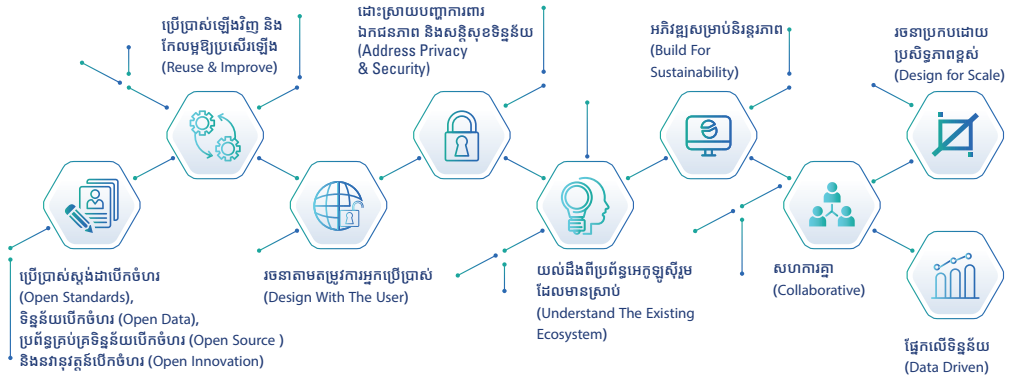 ប្រើប្រាស់ឡើងវិញ និង
កែលម្អឱ្យប្រសើរឡើង
(Reuse & Improve)
ដោះស្រាយបញ្ហាការពារ
ឯកជនភាព និងសន្តិសុខទិន្នន័យ
(Address Privacy
& Security)
អភិវឌ្ឍសម្រាប់និរន្តរភាព
(Build For
Sustainability)
រចនាប្រកបដោយ
ប្រសិទ្ធភាពខ្ពស់
(Design for Scale)
ប្រើប្រាស់ស្តង់ដាបើកចំហរ
(Open Standards),
ទិន្នន័យបើកចំហរ (Open Data),
ប្រព័ន្ធគ្រប់គ្រងទិន្នន័យបើកចំហរ (Open Source )
និងនវានុវត្តន៍បើកចំហរ (Open Innovation)
រចនាតាមតម្រូវការអ្នកប្រើប្រាស់
(Design With The User)
យល់ដឹងពីប្រព័ន្ធអេកូឡូស៊ីរួម
ដែលមានស្រាប់
(Understand The Existing
Ecosystem)
សហការគ្នា
(Collaborative)
ផ្អែកលើទិន្នន័យ
(Data Driven)